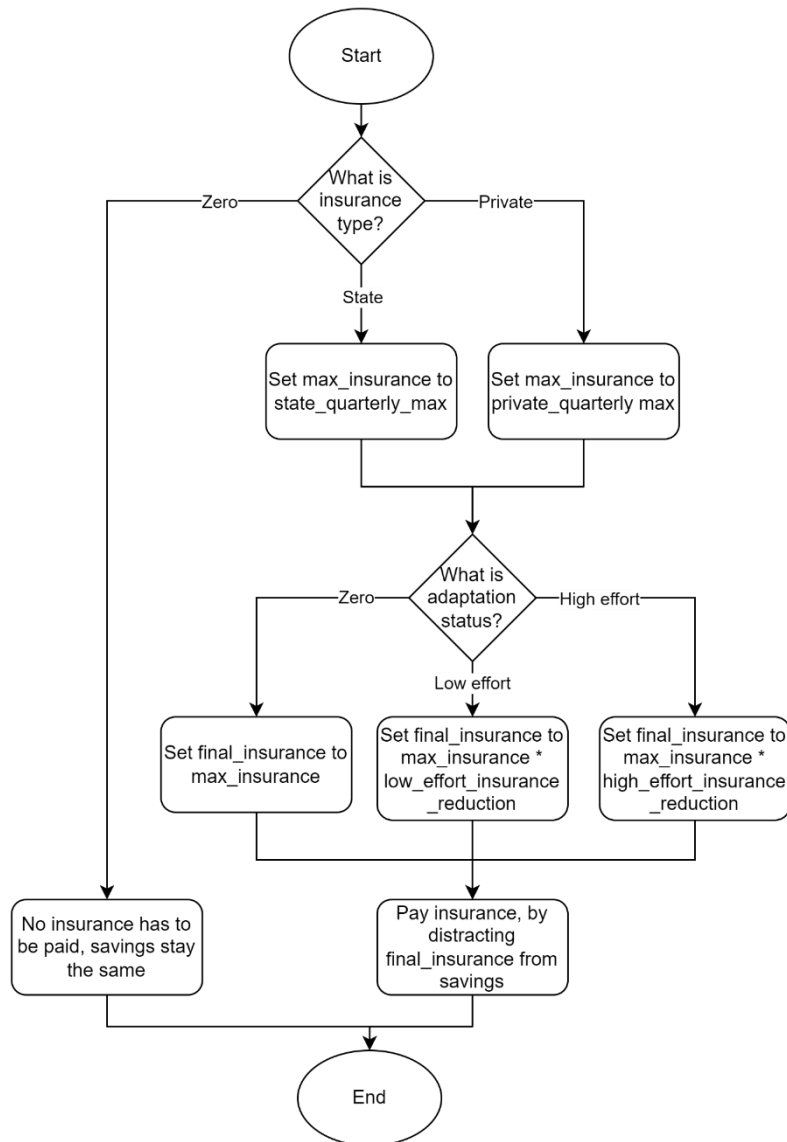 Start
What is
insurance
type?
Zero
Private
State
Set max_insurance to
state_quarterly_max
Set max_insurance to
private_quarterly max
What is
adaptation
status?
Zero
High effort
Low effort
Set final_insurance to
max_insurance
Set final_insurance to
max_insurance *
low_effort_insurance
_reduction
Set final_insurance to
max_insurance *
high_effort_insurance
_reduction
No insurance has to
be paid, savings stay
the same
Pay insurance, by
distracting
final_insurance from
savings
End